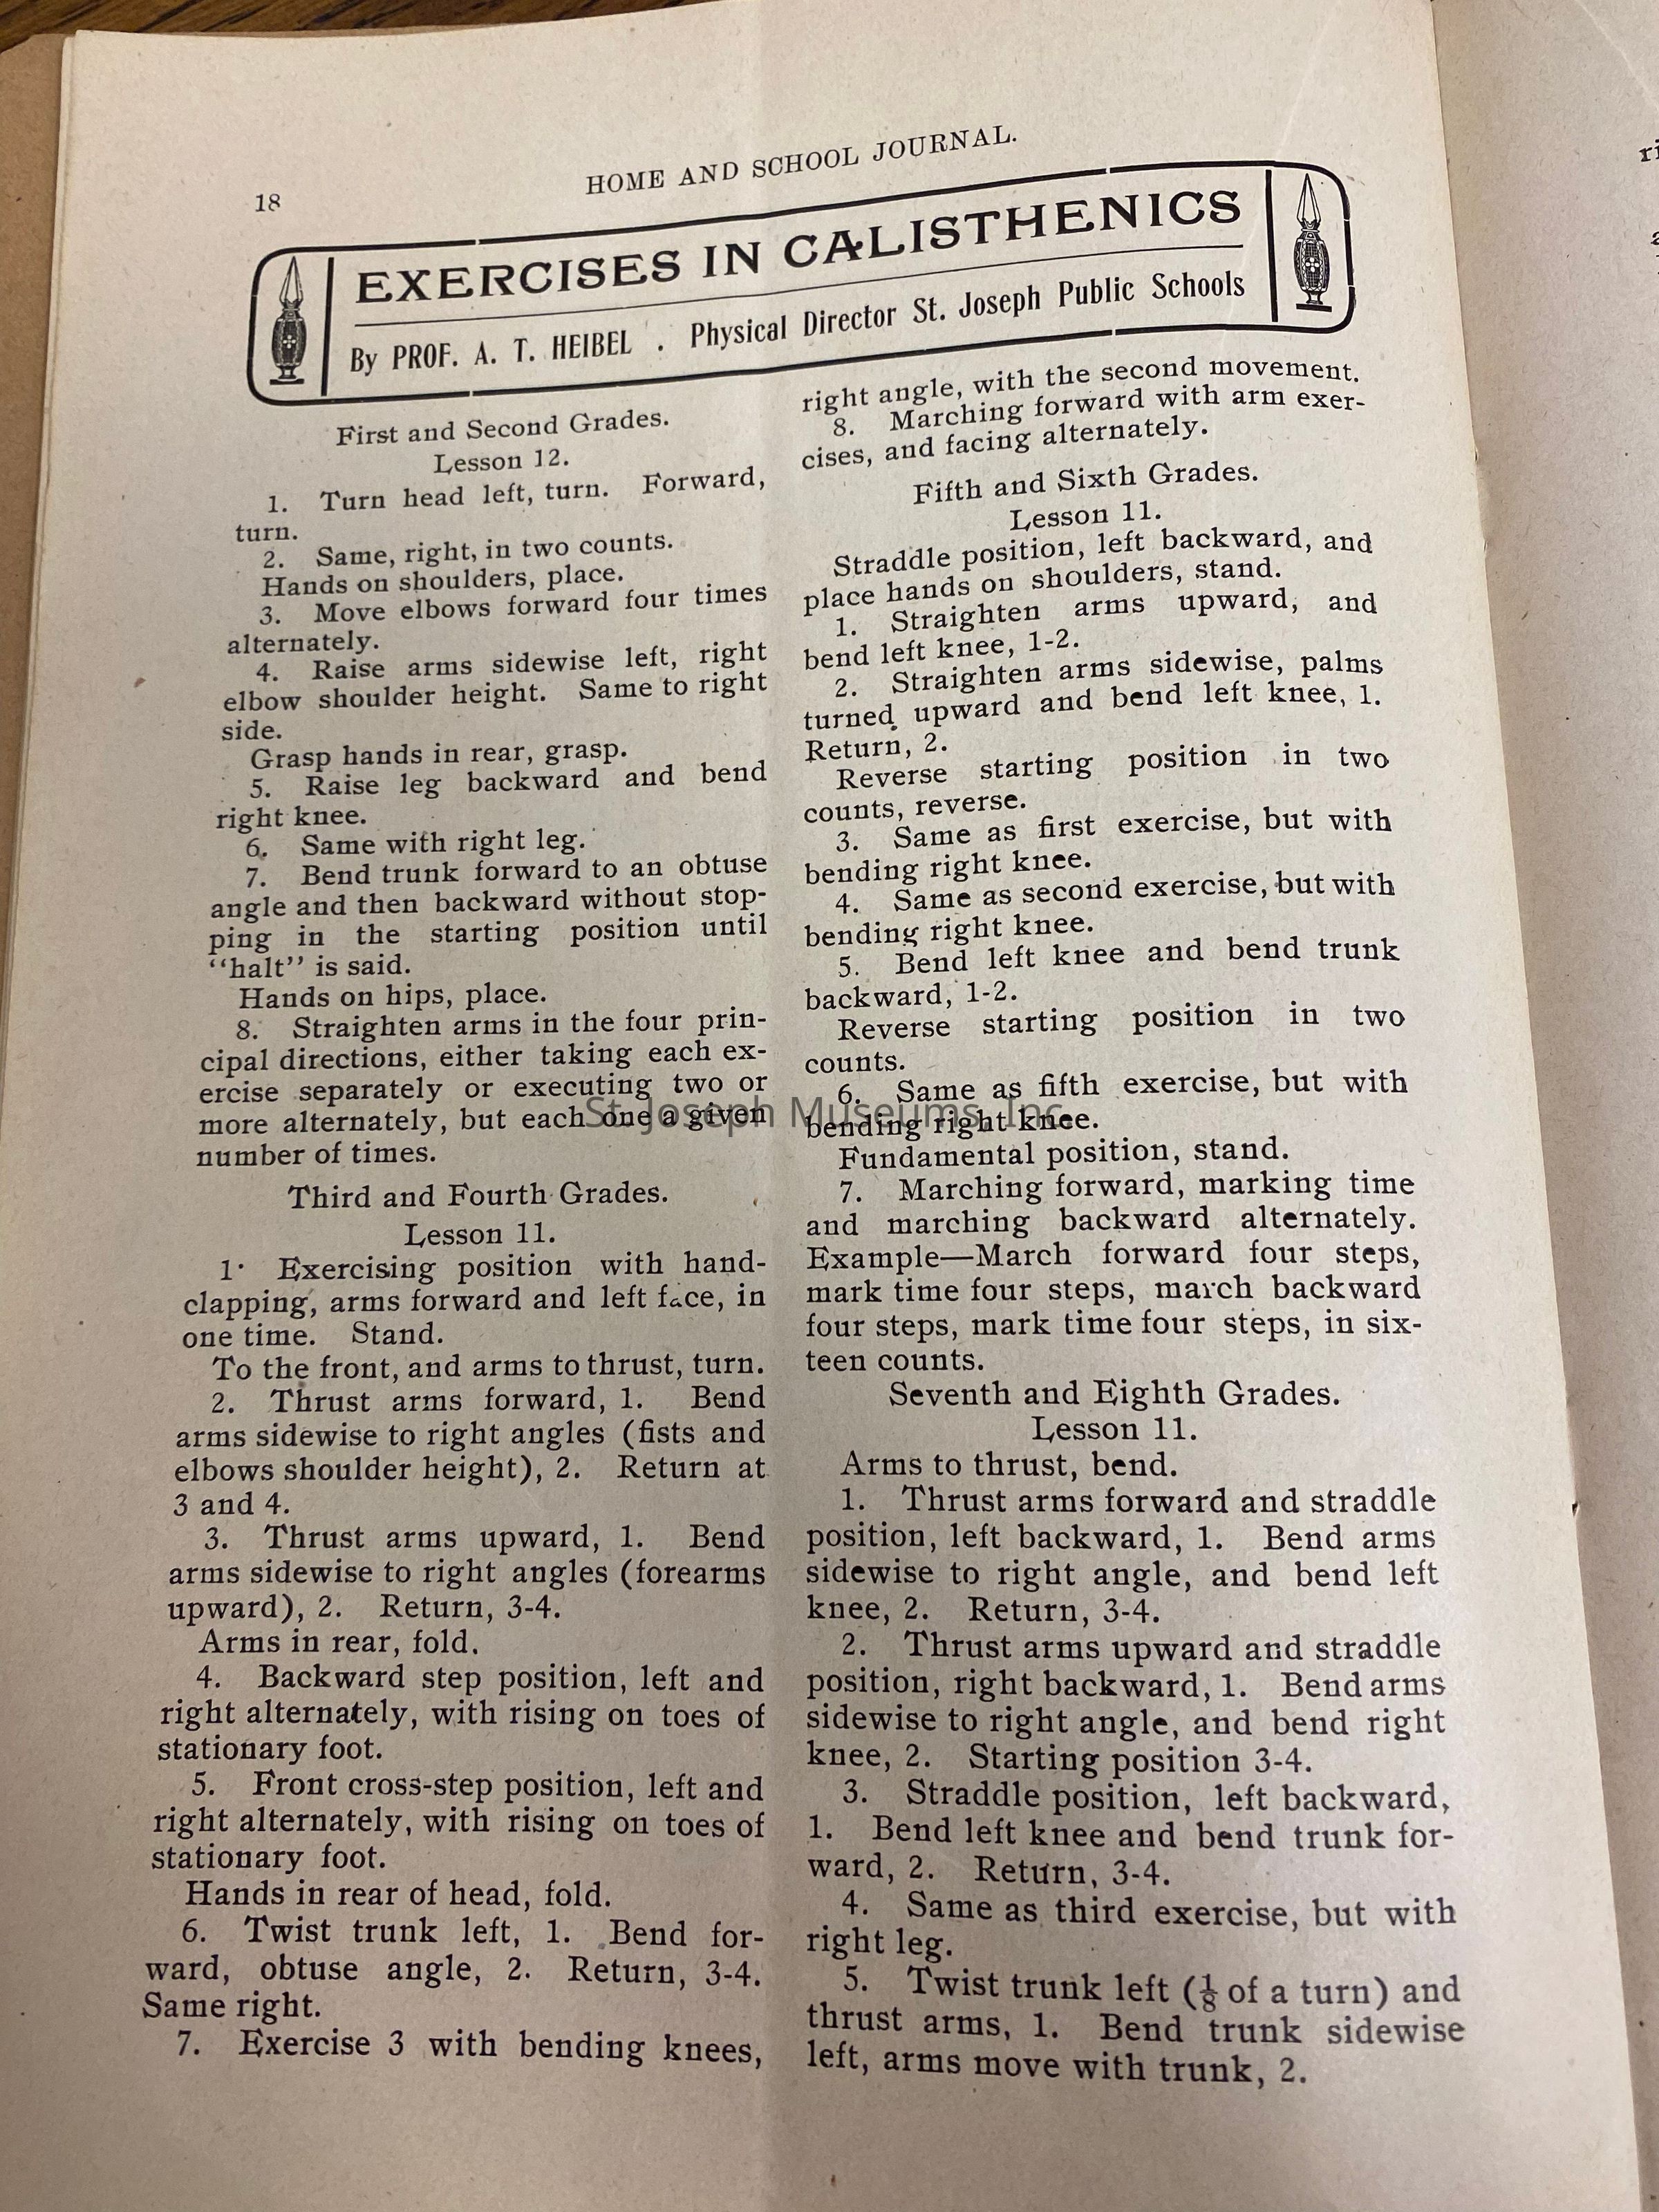 18
HOME AND SCHOOL JOURNAL.
EXERCISES IN CALISTHENICS
By PROF. A. T. HEIBEL . Physical Director St. Joseph Public Schools
First and Second Grades.
Lesson 12.
1. Turn head left, turn. Forward,
turn.
2. Same, right, in two counts.
Hands on shoulders, place.
3. Move elbows forward four times
alternately.
4. Raise arms sidewise left, right
elbow shoulder height. Same to right
side.
Grasp hands in rear, grasp.
5. Raise leg backward and bend
right knee.
6. Same with right leg.
7. Bend trunk forward to an obtuse
angle and then backward without stop-
ping in the starting position until
‘‘halt’’ is said.
Hands on hips, place.
8. Straighten arms in the four prin-
cipal directions, either taking each ex-
ercise separately or executing two or
more alternately, but each one a given
number of times.
Third and Fourth Grades.
Lesson 11.
1. Exercising position with hand-
clapping, arms forward and left face, in
one time. Stand.
To the front, and arms to thrust, turn.
2. Thrust arms forward, 1. Bend
arms sidewise to right angles (fists and
elbows shoulder height), 2. Return at
3 and 4.
3. Thrust arms upward, 1. Bend
arms sidewise to right angles (forearms
upward), 2. Return, 3-4.
Arms in rear, fold.
4. Backward step position, left and
right alternately, with rising on toes of
stationary foot.
5. Front cross-step position, left and
right alternately, with rising on toes of
stationary foot.
Hands in rear of head, fold.
6. Twist trunk left, 1. Bend for-
ward, obtuse angle, 2. Return, 3-4.
Same right.
7. Exercise 3 with bending knees,
right angle, with the second movement.
8. Marching forward with arm exer-
cises, and facing alternately.
Fifth and Sixth Grades.
Lesson 11.
Straddle position, left backward, and
place hands on shoulders, stand.
1. Straighten arms upward, and
bend left knee, 1-2.
2. Straighten arms sidewise, palms
turned upward and bend left knee, 1.
Return, 2.
Reverse starting position in two
counts, reverse.
3. Same as first exercise, but with
bending right knee.
4. Same as second exercise, but with
bending right knee.
5. Bend left knee and bend trunk
backward, 1-2.
Reverse starting position in two
counts.
6. Same as fifth exercise, but with
bending right knee.
Fundamental position, stand.
7. Marching forward, marking time
and marching backward alternately.
Example—March forward four steps,
mark time four steps, march backward
four steps, mark time four steps, in six-
teen counts.
Seventh and Eighth Grades.
Lesson 11.
Arms to thrust, bend.
1. Thrust arms forward and straddle
position, left backward, 1. Bend arms
sidewise to right angle, and bend left
knee, 2. Return, 3-4.
2. Thrust arms upward and straddle
position, right backward, 1. Bend arms
sidewise to right angle, and bend right
knee, 2. Starting position 3-4.
3. Straddle position, left backward,
1. Bend left knee and bend trunk for-
ward, 2. Return, 3-4.
4. Same as third exercise, but with
right leg.
5. Twist trunk left (⅛ of a turn) and
thrust arms, 1. Bend trunk sidewise
left, arms move with trunk, 2.
St. Joseph Museums, Inc.